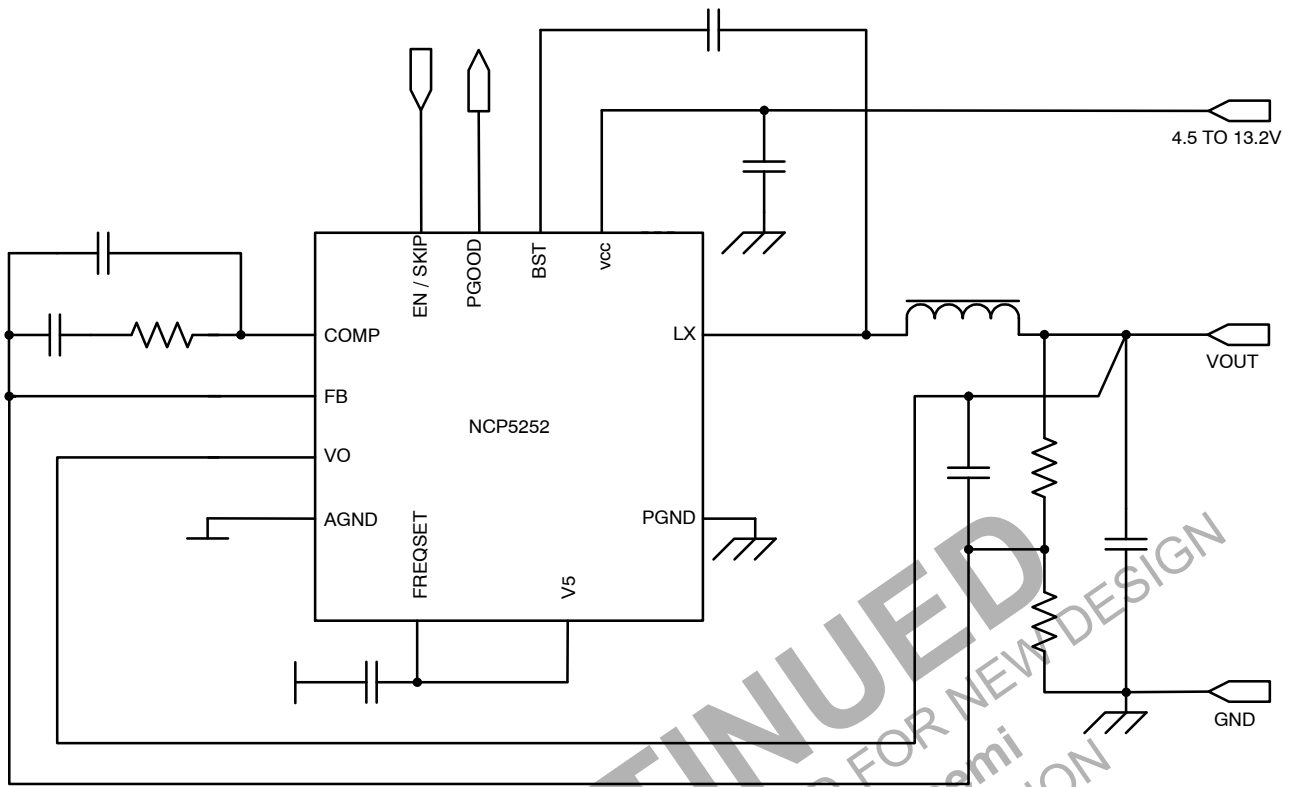 4.5 TO 13.2V
EN / SKIP
PGOOD
BST
vcc
COMP
LX
VOUT
FB
NCP5252
VO
AGND
PGND
FREQSET
V5
GND
TINUED
FOR NEW DESIGN